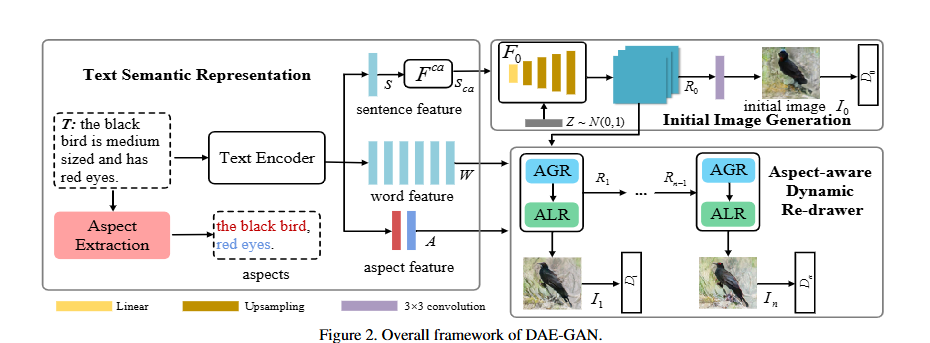 Text Semantic Representation
T: the black
bird is medium
sized and has
red eyes.
Text Encoder
Aspect
Extraction
the black bird,
red eyes.
aspects
S
F^ca
s_ca
sentence feature
W
word feature
A
aspect feature
F_0
Z ~ N(0,1)
R_0
initial image I_0
D_0
Initial Image Generation
AGR
ALR
R_1
...
R_{n-1}
AGR
ALR
Aspect-aware
Dynamic
Re-drawer
I_1
D_1
I_n
D_n
Linear
Upsampling
3×3 convolution
Figure 2. Overall framework of DAE-GAN.